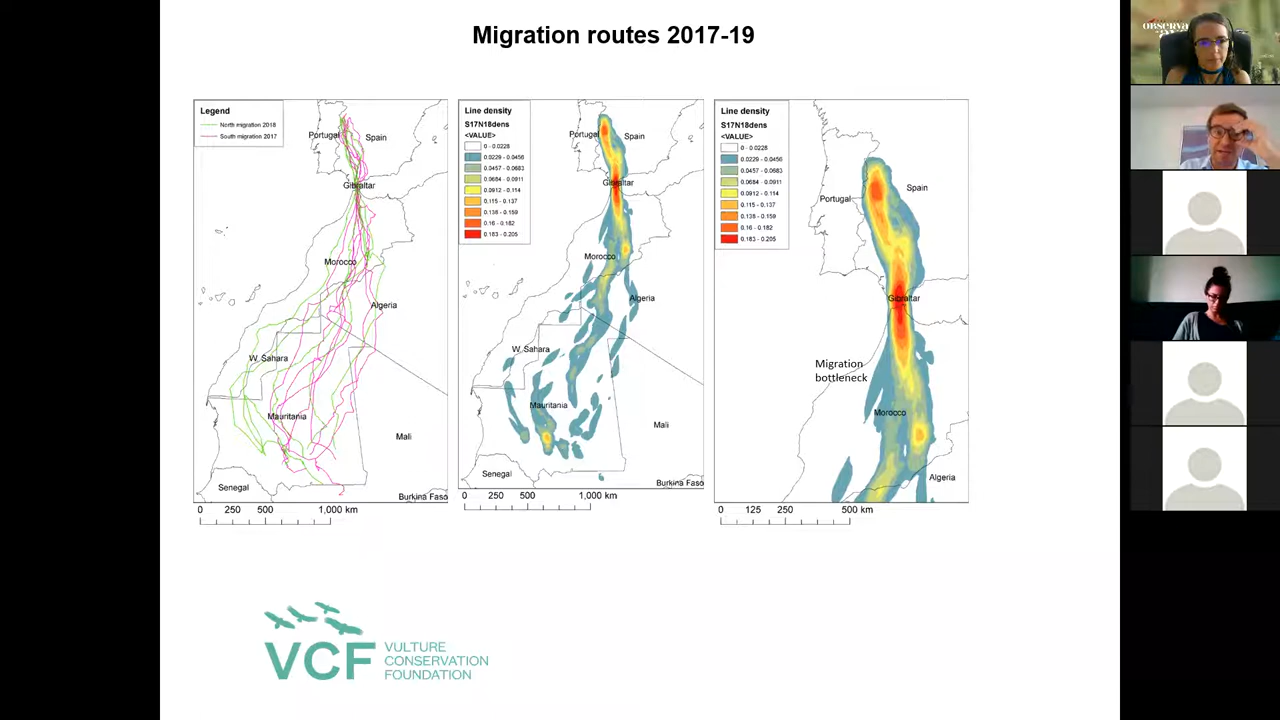 Migration routes 2017-19
Legend
North migration 2018
South migration 2017
Portugal
Spain
Gibraltar
Morocco
Algeria
W. Sahara
Mauritania
Mali
Senegal
Burkina Faso
0 250 500 1,000 km
Line density
S17N18dens
<VALUE>
0 - 0.0228
0.0229 - 0.0456
0.0457 - 0.0683
0.0684 - 0.0911
0.0912 - 0.114
0.115 - 0.137
0.138 - 0.159
0.16 - 0.182
0.183 - 0.205
Portugal
Spain
Gibraltar
Morocco
Algeria
W. Sahara
Mauritania
Mali
Senegal
Burkina Faso
0 250 500 1,000 km
Line density
S17N18dens
<VALUE>
0 - 0.0228
0.0229 - 0.0456
0.0457 - 0.0683
0.0684 - 0.0911
0.0912 - 0.114
0.115 - 0.137
0.138 - 0.159
0.16 - 0.182
0.183 - 0.205
Portugal
Spain
Gibraltar
Migration
bottleneck
Morocco
Algeria
0 125 250 500 km
VCF
VULTURE
CONSERVATION
FOUNDATION